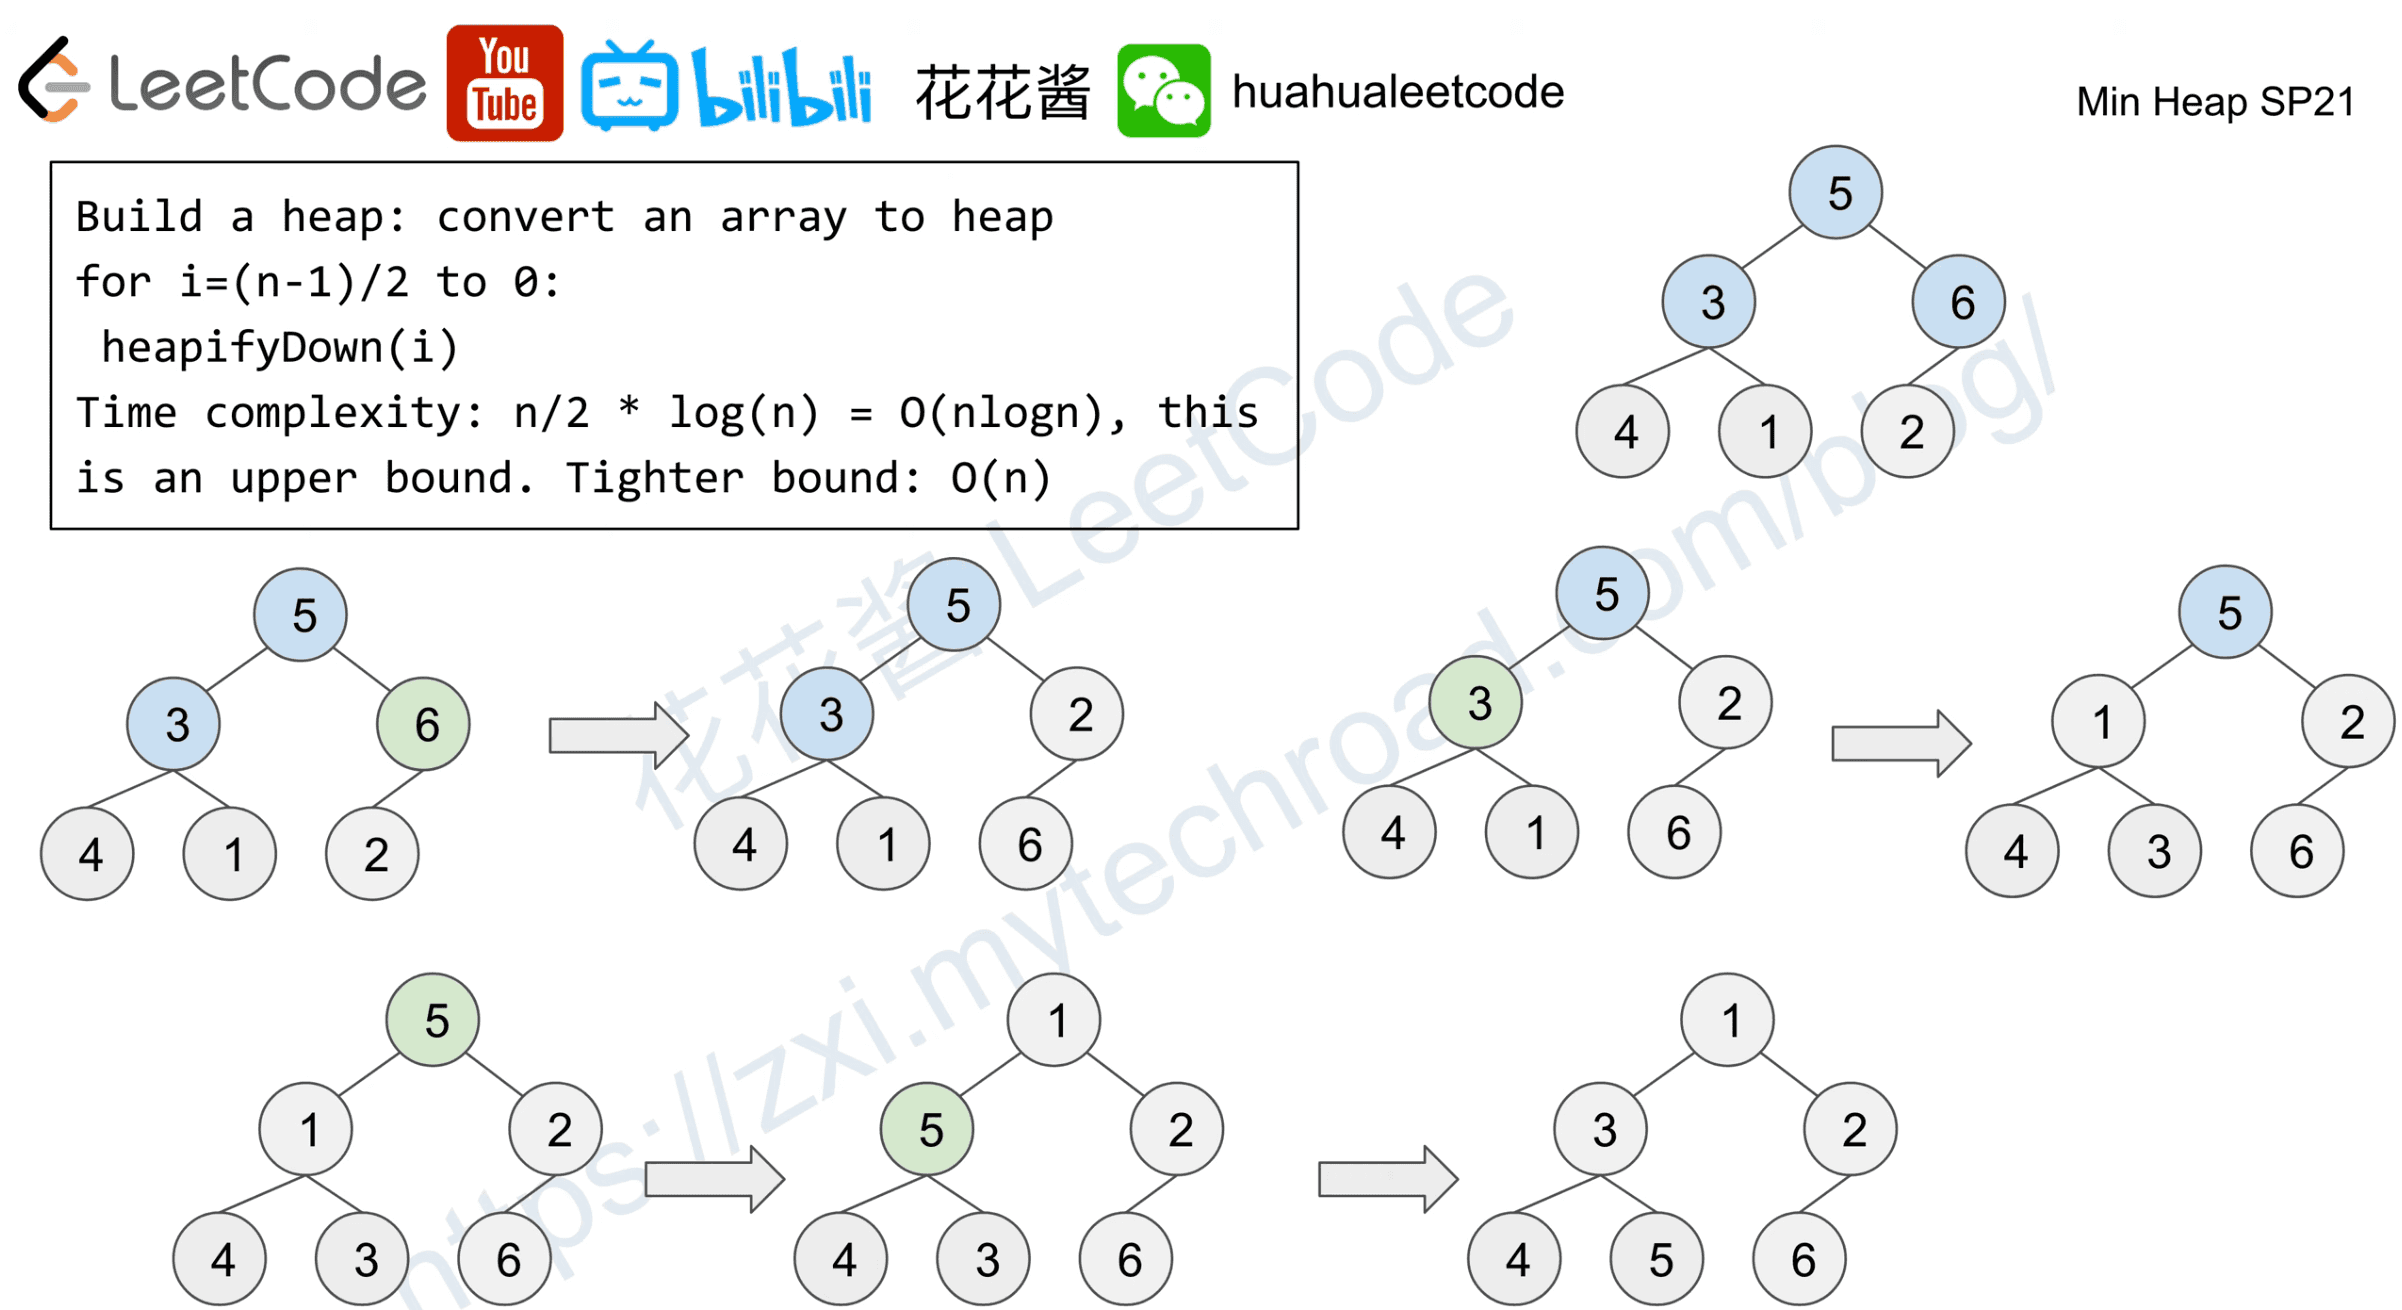 LeetCode You Tube bilibili 花花酱 huahualeetcode
Min Heap SP21
Build a heap: convert an array to heap
for i=(n-1)/2 to 0:
heapifyDown(i)
Time complexity: n/2 * log(n) = O(nlogn), this
is an upper bound. Tighter bound: O(n)
5
3 6
4 1 2
5
3 6
4 1 2
5
3 2
4 1 6
5
3 2
4 1 6
5
1 2
4 3 6
5
1 2
4 3 6
1
5 2
4 3 6
1
3 2
4 5 6
花花酱 LeetCode
https://zxi.mytechroad.com/blog/